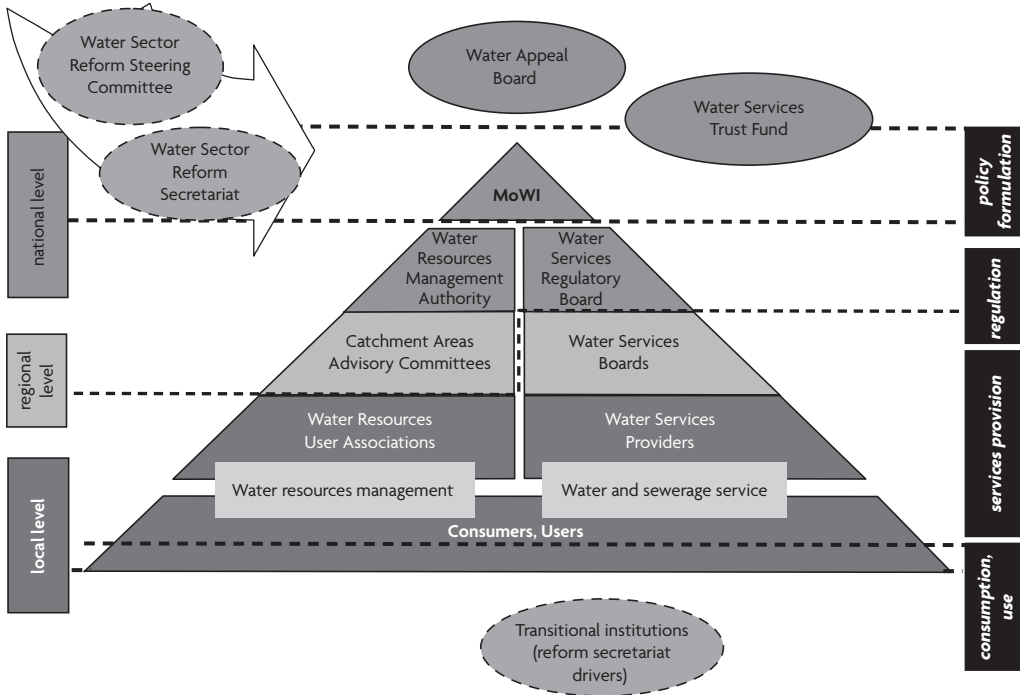 Water Sector
Reform Steering
Committee
Water Appeal
Board
Water Services
Trust Fund
Water Sector
Reform
Secretariat
national level
MoWI
policy
formulation
Water
Resources
Management
Authority
Water
Services
Regulatory
Board
regulation
regional
level
Catchment Areas
Advisory Committees
Water Services
Boards
services provision
Water Resources
User Associations
Water Services
Providers
Water resources management
Water and sewerage service
local level
Consumers, Users
consumption,
use
Transitional institutions
(reform secretariat
drivers)